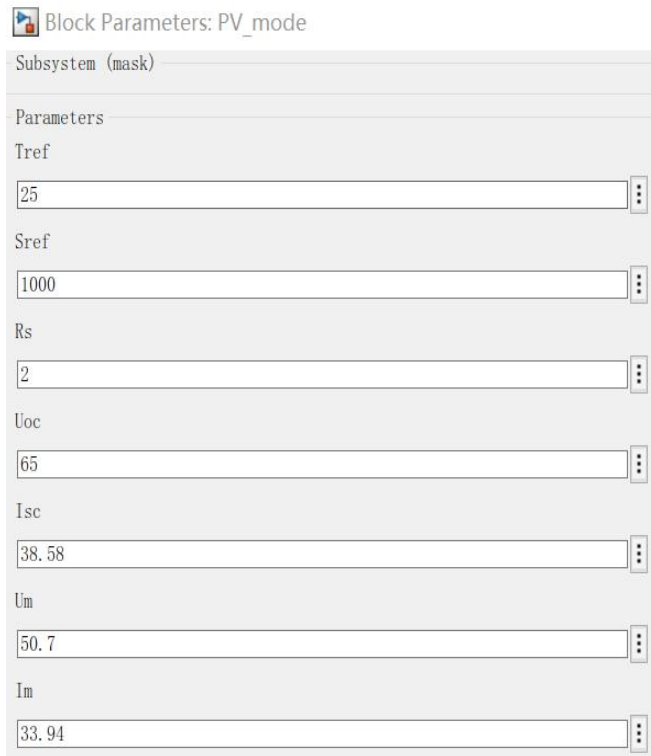 Block Parameters: PV_mode
Subsystem (mask)
Parameters
Tref
25
Sref
1000
Rs
2
Uoc
65
Isc
38.58
Um
50.7
Im
33.94